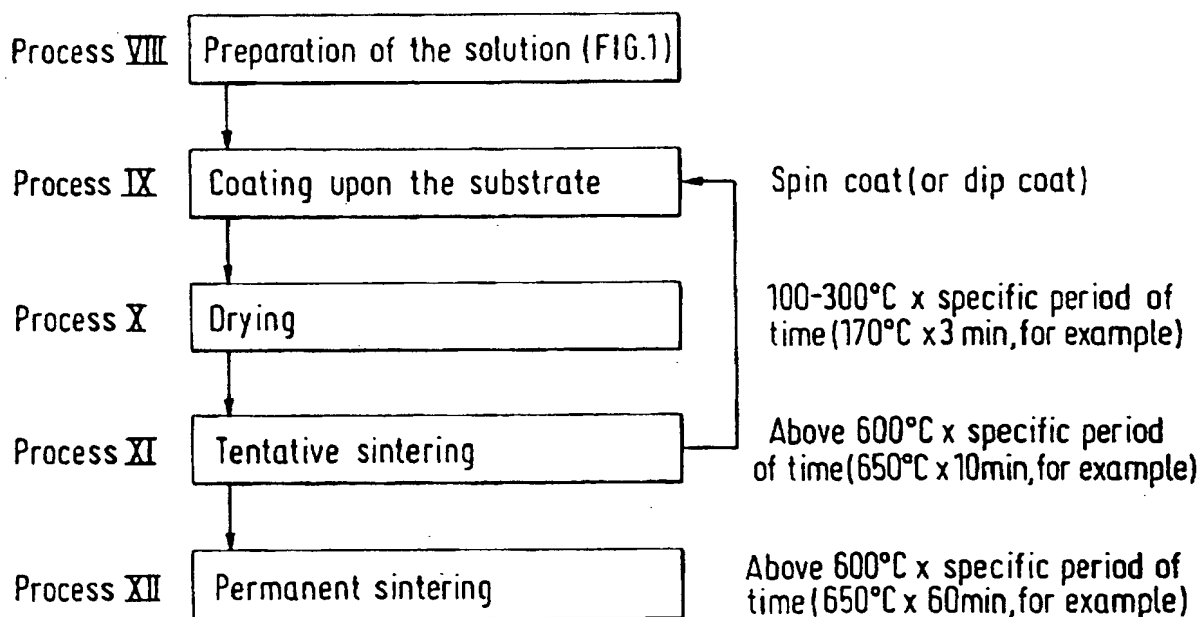 Process VIII Preparation of the solution (FIG.1)
Process IX Coating upon the substrate Spin coat(or dip coat)
Process X Drying 100-300°C x specific period of
time(170°C x3 min,for example)
Process XI Tentative sintering Above 600°C x specific period
of time(650°C x 10min,for example)
Process XII Permanent sintering Above 600°C x specific period of
time(650°C x 60min,for example)